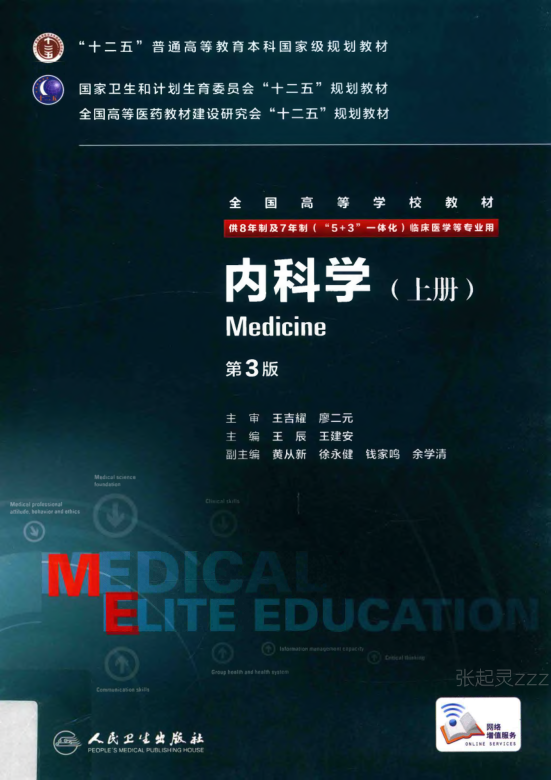 “十二五”普通高等教育本科国家级规划教材
国家卫生和计划生育委员会“十二五”规划教材
全国高等医药教材建设研究会“十二五”规划教材
全国高等学校教材
供8年制及7年制（“5+3”一体化）临床医学等专业用
内科学（上册）
Medicine
第3版
主 审 王吉耀 廖二元
主 编 王 辰 王建安
副主编 黄从新 徐永健 钱家鸣 余学清
Medical science foundation
Medical professional attitude, behavior and ethics
Clinical skills
MEDICAL
ELITE EDUCATION
Information management capacity
Critical thinking
Group health and health system
Communication skills
张起灵zzz
人民卫生出版社
PEOPLE'S MEDICAL PUBLISHING HOUSE
网络
增值服务
ONLINE SERVICES